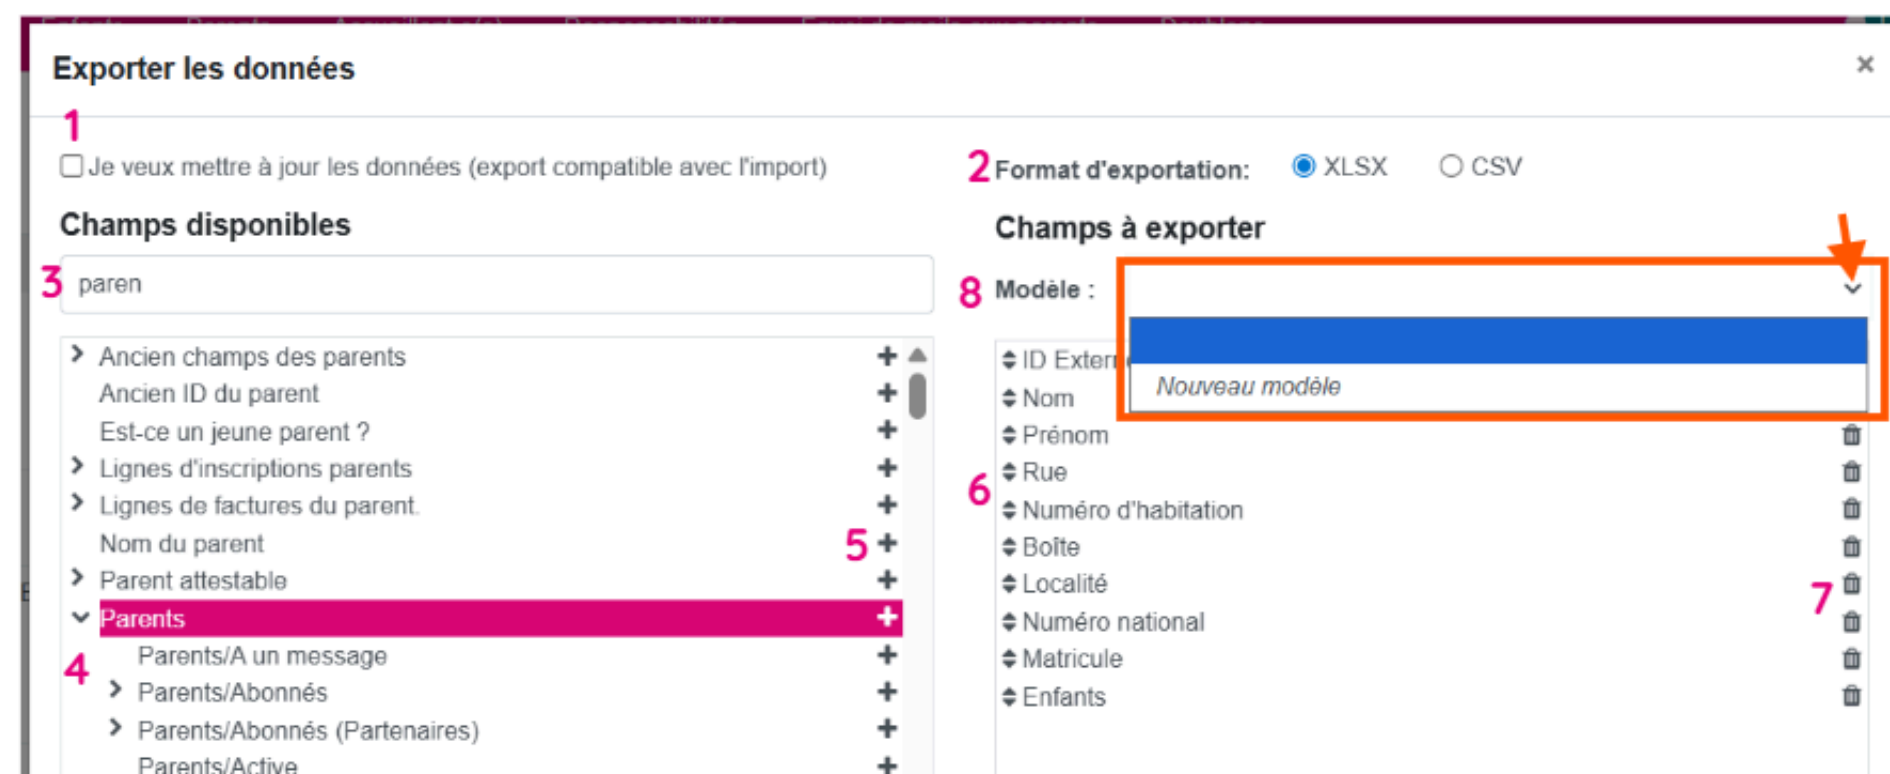 Exporter les données
×
1
Je veux mettre à jour les données (export compatible avec l'import)
2 Format d'exportation: XLSX CSV
Champs disponibles
3 paren
Ancien champs des parents
Ancien ID du parent
Est-ce un jeune parent ?
Lignes d'inscriptions parents
Lignes de factures du parent.
Nom du parent
5
Parent attestable
Parents
4
Parents/A un message
Parents/Abonnés
Parents/Abonnés (Partenaires)
Parents/Active
Champs à exporter
8 Modèle :
Nouveau modèle
ID Extern
Nom
Prénom
6
Rue
Numéro d'habitation
Boîte
Localité
7
Numéro national
Matricule
Enfants